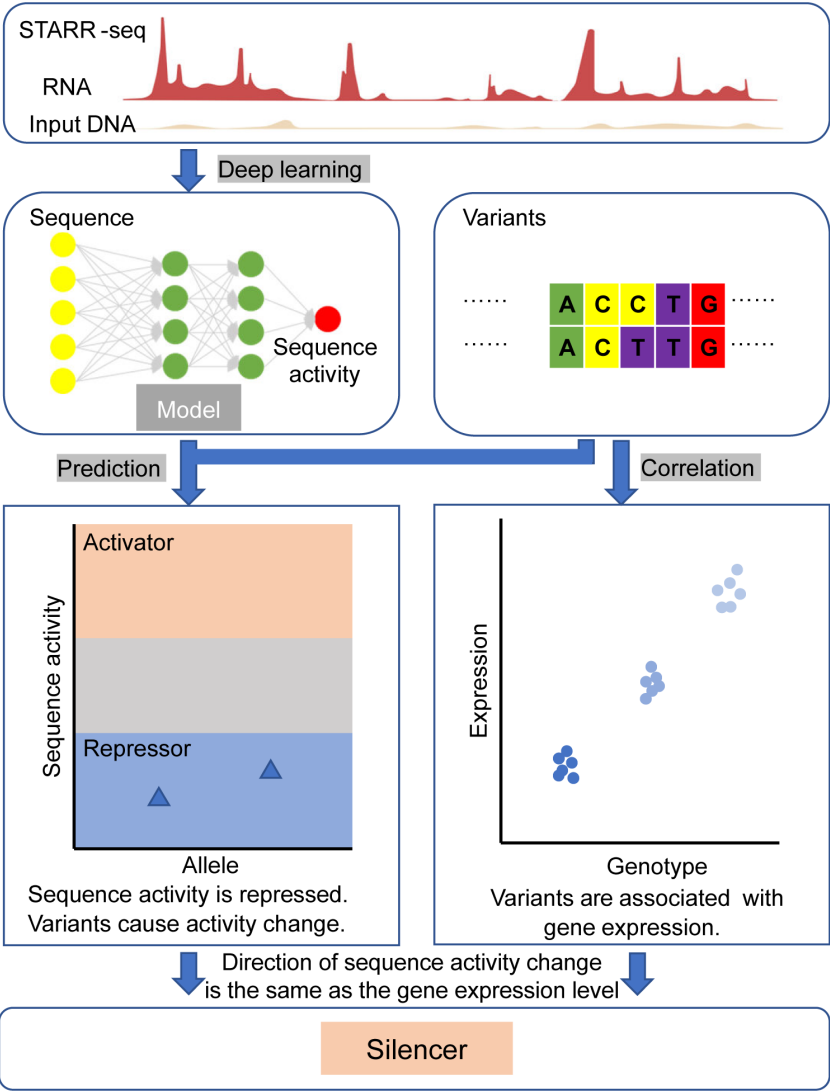 STARR -seq
RNA
Input DNA
Deep learning
Sequence
Sequence
activity
Model
Variants
...... A C C T G ......
...... A C T T G ......
Prediction
Correlation
Activator
Repressor
Sequence activity
Allele
Sequence activity is repressed.
Variants cause activity change.
Expression
Genotype
Variants are associated with
gene expression.
Direction of sequence activity change
is the same as the gene expression level
Silencer